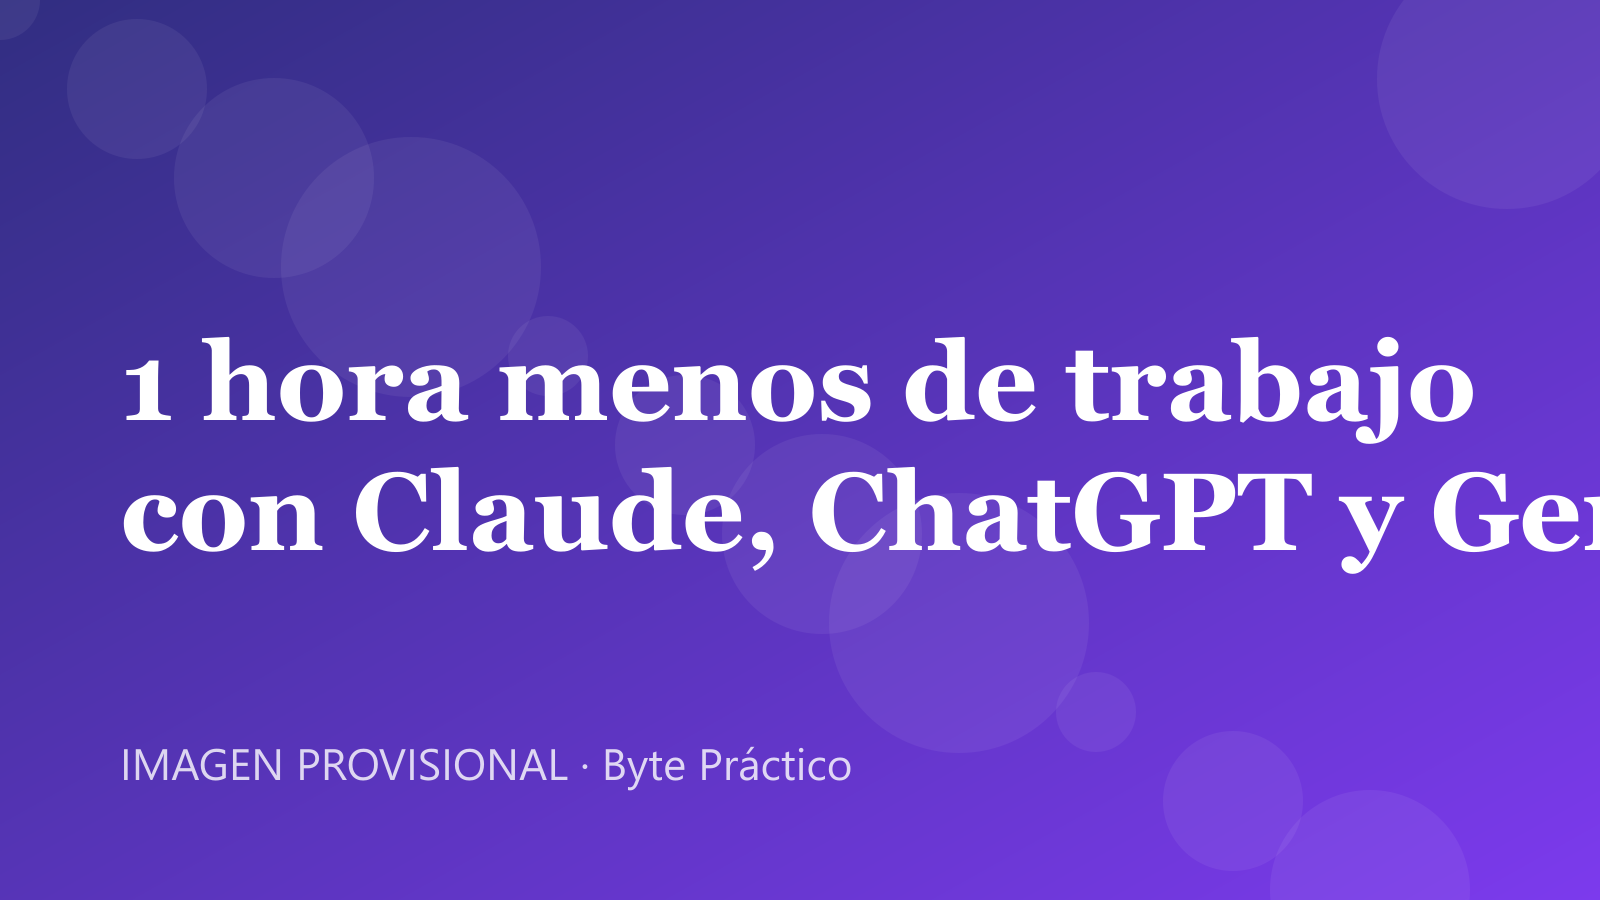 1 hora menos de trabajo
con Claude, ChatGPT y
IMAGEN PROVISIONAL · Byte Práctico